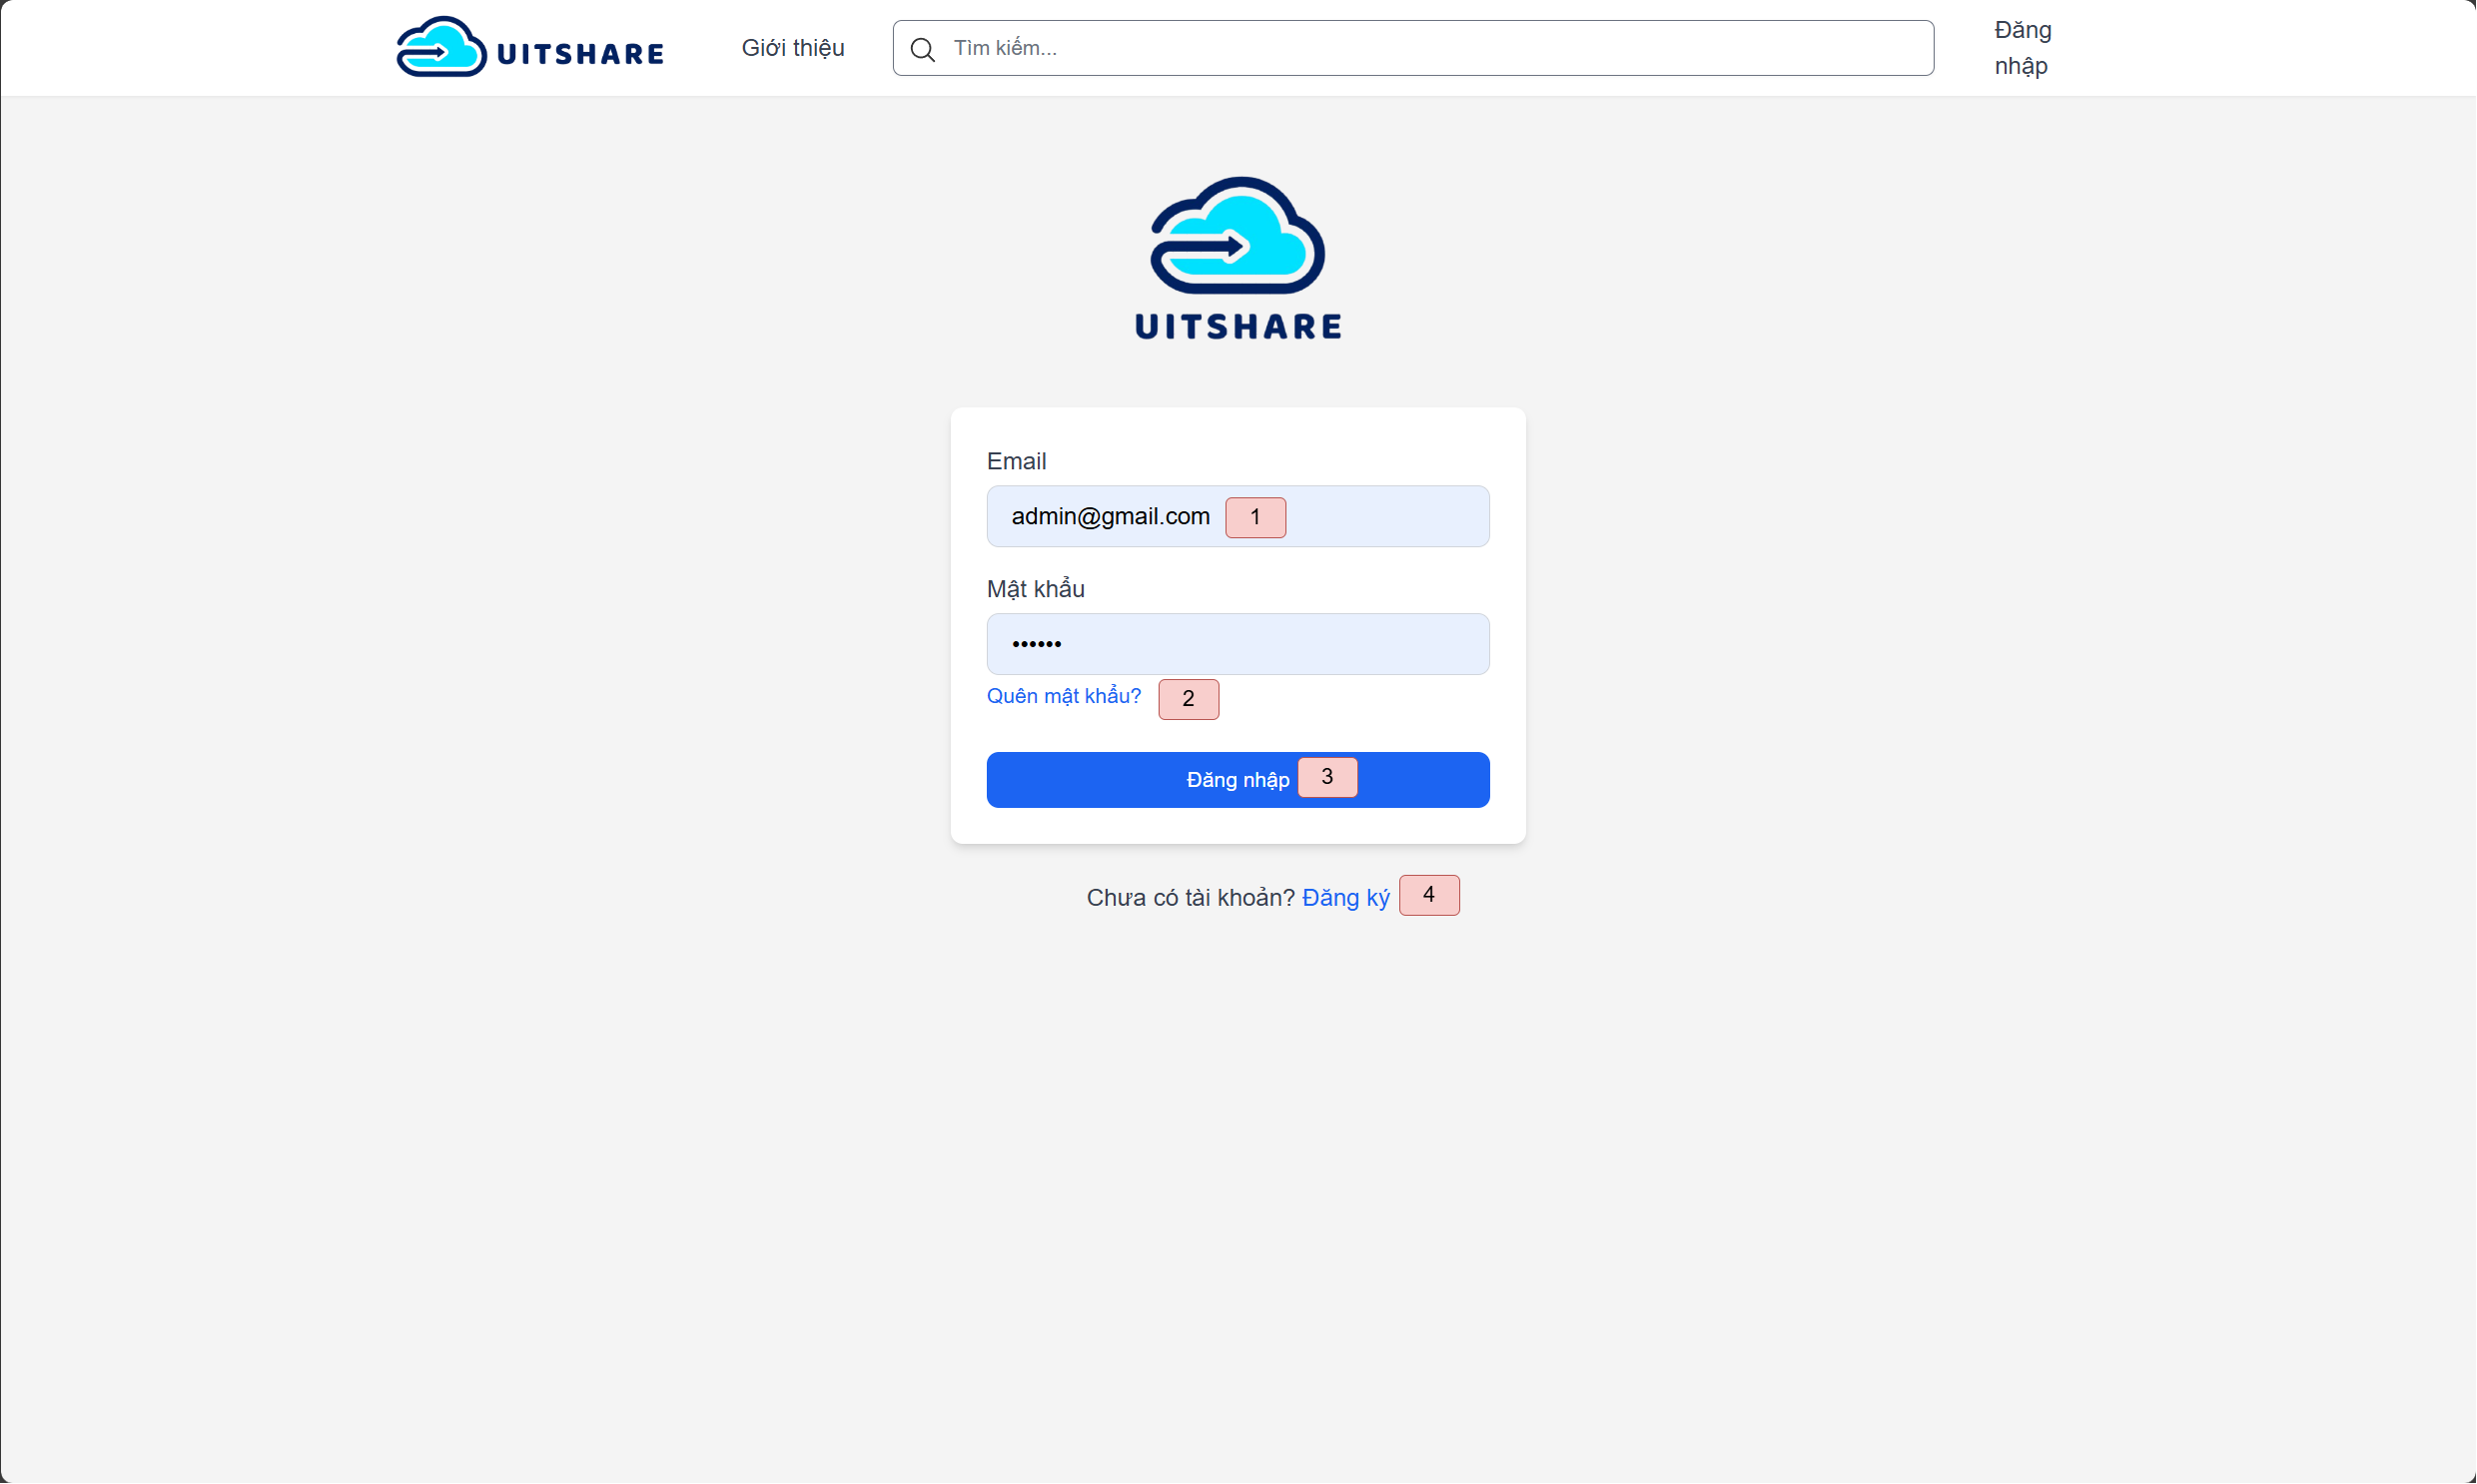 UITSHARE
Giới thiệu
Tìm kiếm...
Đăng
nhập
UITSHARE
Email
admin@gmail.com 1
Mật khẩu
••••••
Quên mật khẩu? 2
Đăng nhập 3
Chưa có tài khoản? Đăng ký 4